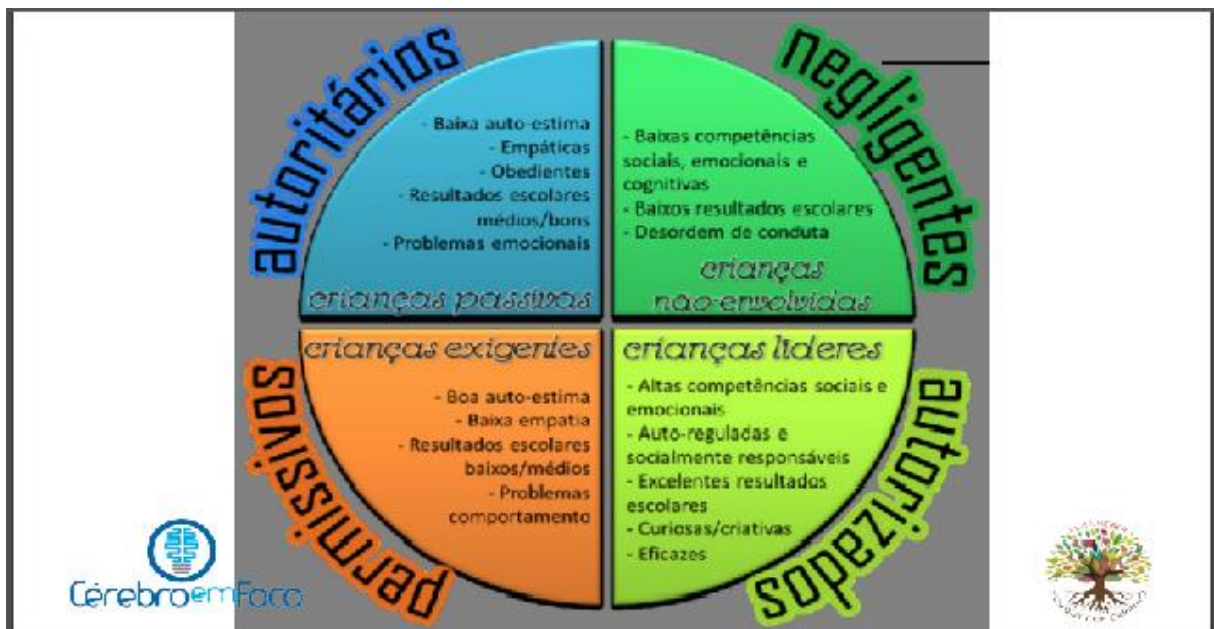 autoritários
- Baixa auto-estima
- Empáticas
- Obedientes
- Resultados escolares
médios/bons
- Problemas emocionais
crianças passivas
negligentes
- Baixas competências
sociais, emocionais e
cognitivas
- Baixos resultados escolares
- Desordem de conduta
crianças
não-envolvidas
permissivos
crianças exigentes
- Boa auto-estima
- Baixa empatia
- Resultados escolares
baixos/médios
- Problemas
comportamento
crianças líderes
- Altas competências sociais e
emocionais
- Auto-reguladas e
socialmente responsáveis
- Excelentes resultados
escolares
- Curiosas/criativas
- Eficazes
autorizados
CérebroemFoco